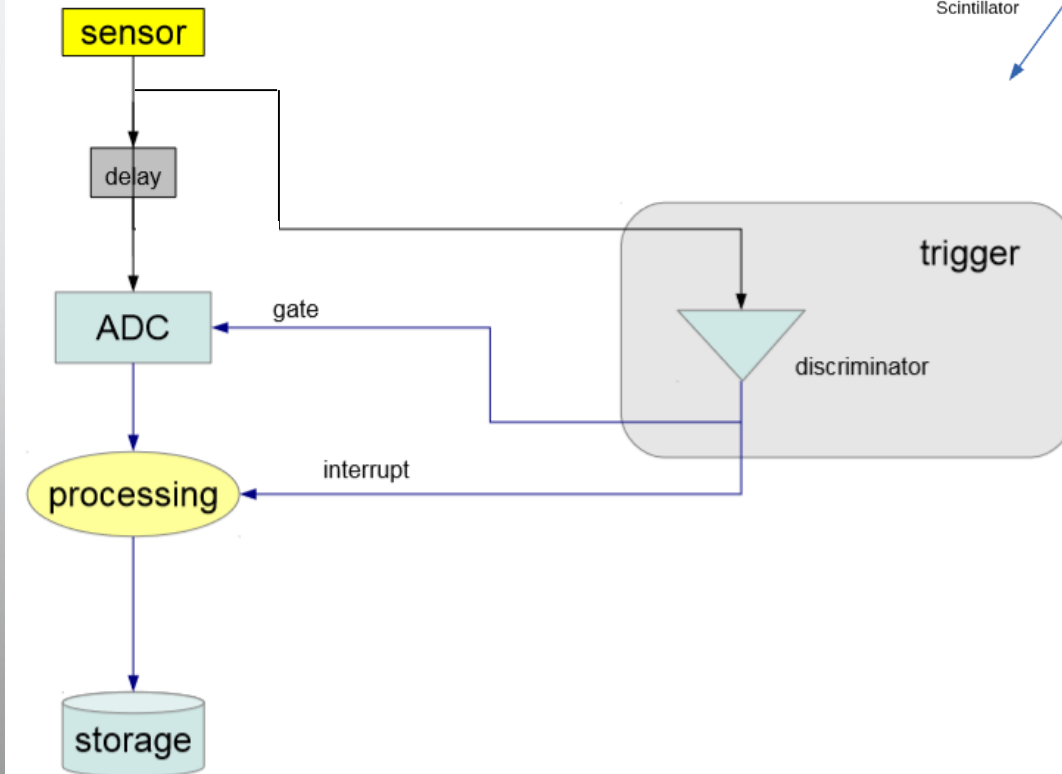 sensor
Scintillator
delay
trigger
gate
ADC
discriminator
interrupt
processing
storage